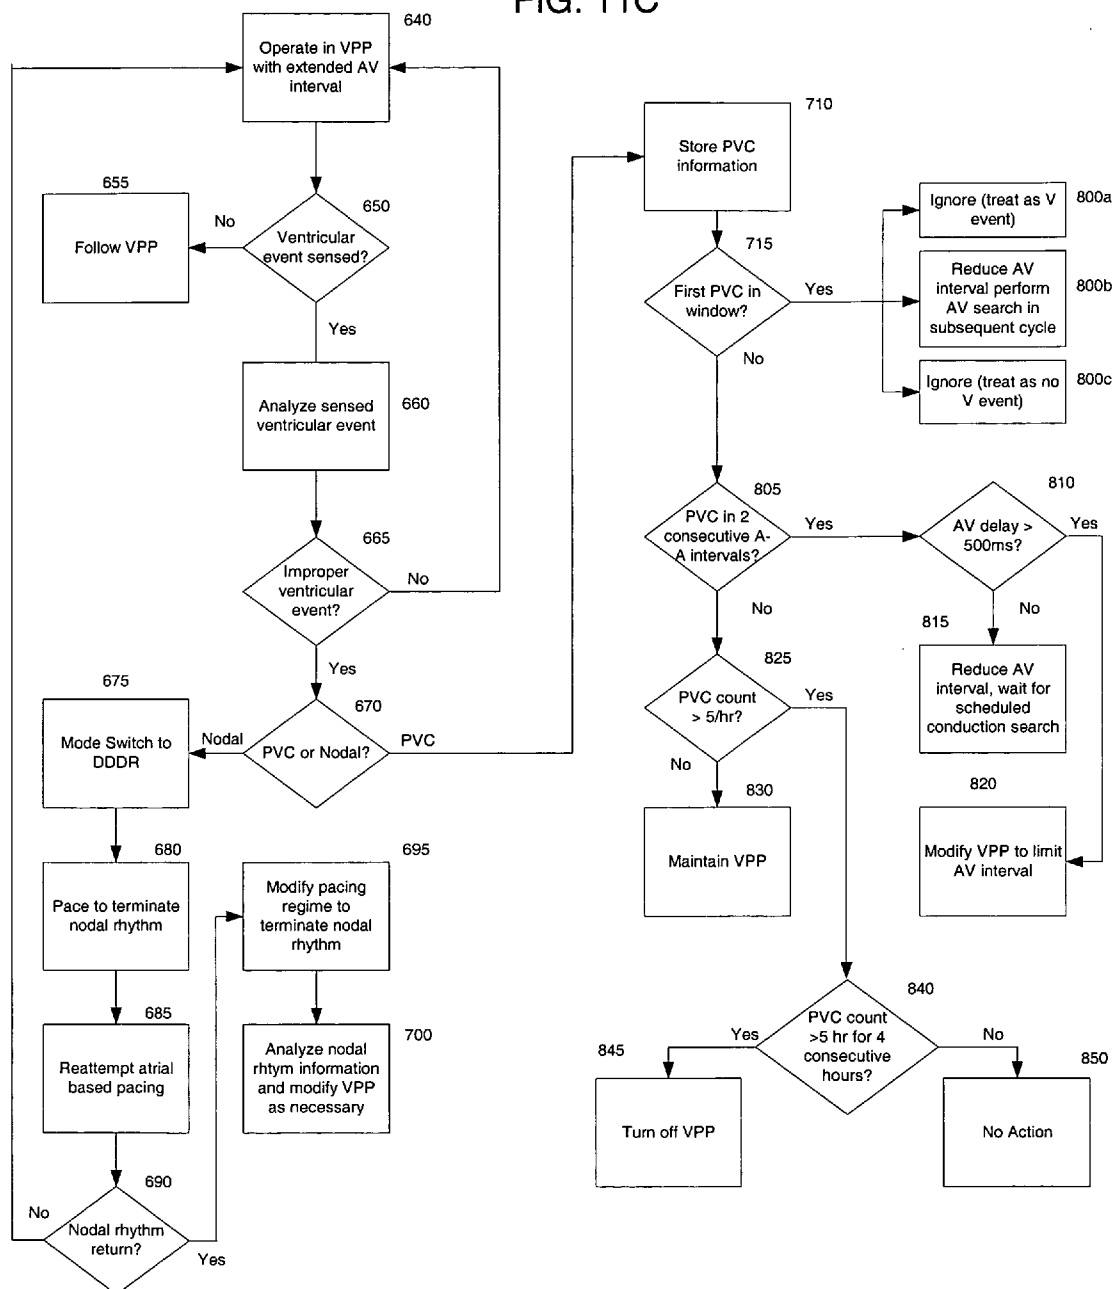 FIG. 11C
640
Operate in VPP
with extended AV
interval
655
Follow VPP
No
650
Ventricular
event sensed?
Yes
Analyze sensed
ventricular event
660
665
Improper
ventricular
event?
No
Yes
675
Mode Switch to
DDDR
Nodal
670
PVC or Nodal?
PVC
680
Pace to terminate
nodal rhythm
685
Reattempt atrial
based pacing
690
No
Nodal rhythm
return?
Yes
695
Modify pacing
regime to
terminate nodal
rhythm
700
Analyze nodal
rhtym information
and modify VPP
as necessary
710
Store PVC
information
715
First PVC in
window?
Yes
No
Ignore (treat as V
event)
800a
Reduce AV
interval perform
AV search in
subsequent cycle
800b
Ignore (treat as no
V event)
800c
805
PVC in 2
consecutive A-
A intervals?
Yes
No
810
AV delay >
500ms?
Yes
No
815
Reduce AV
interval, wait for
scheduled
conduction search
820
Modify VPP to limit
AV interval
825
PVC count
> 5/hr?
Yes
No
830
Maintain VPP
840
PVC count
>5 hr for 4
consecutive
hours?
Yes
No
845
Turn off VPP
850
No Action